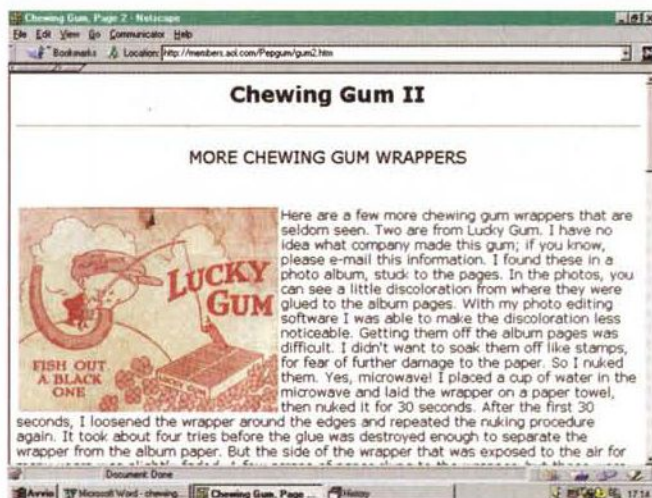 Chewing Gum, Page 2 - Netscape
File Edit View Go Communicator Help
Bookmarks Location: http://members.aol.com/Pepgum/gum2.htm
Chewing Gum II
MORE CHEWING GUM WRAPPERS
LUCKY
GUM
FISH OUT
A BLACK
ONE
LUCKY GUM
Here are a few more chewing gum wrappers that are
seldom seen. Two are from Lucky Gum. I have no
idea what company made this gum; if you know,
please e-mail this information. I found these in a
photo album, stuck to the pages. In the photos, you
can see a little discoloration from where they were
glued to the album pages. With my photo editing
software I was able to make the discoloration less
noticeable. Getting them off the album pages was
difficult. I didn't want to soak them off like stamps,
for fear of further damage to the paper. So I nuked
them. Yes, microwave! I placed a cup of water in the
microwave and laid the wrapper on a paper towel,
then nuked it for 30 seconds. After the first 30
seconds, I loosened the wrapper around the edges and repeated the nuking procedure
again. It took about four tries before the glue was destroyed enough to separate the
wrapper from the album paper. But the side of the wrapper that was exposed to the air for
Document: Done
Avvio Microsoft Word - chewing... Chewing Gum, Page ... History